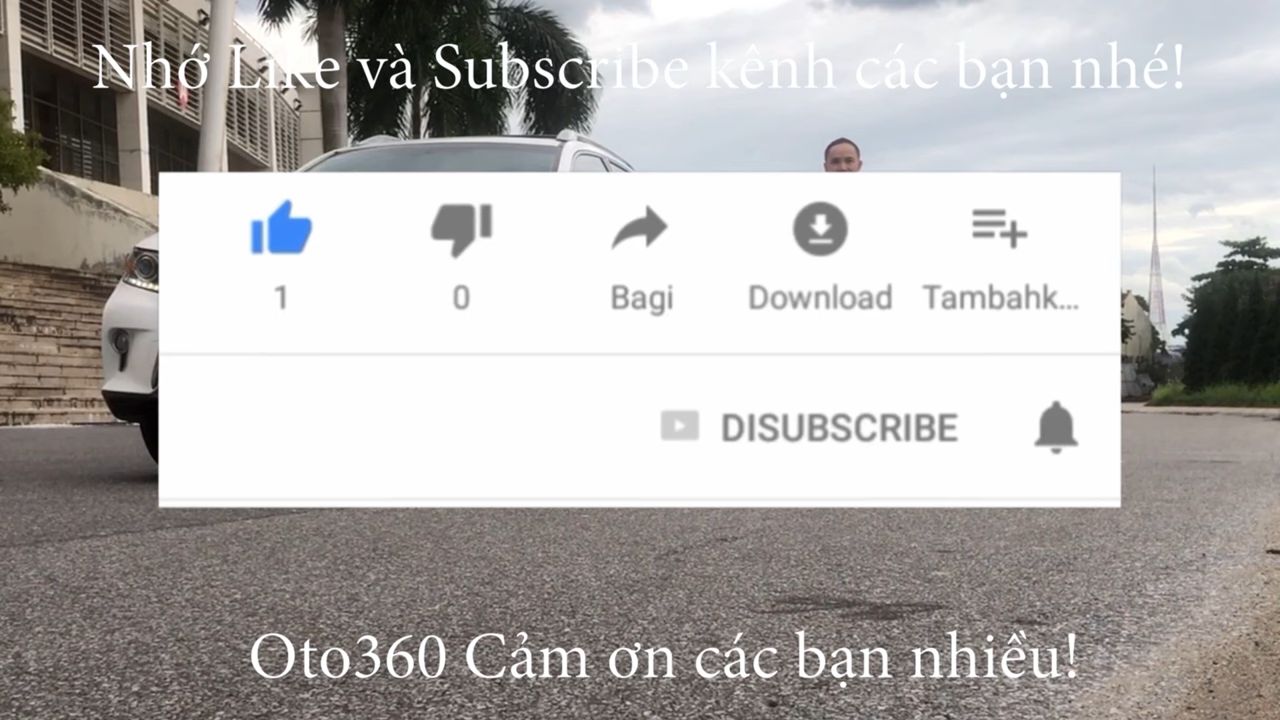 Nhớ Like và Subscribe kênh các bạn nhé!
1 0 Bagi Download Tambahk...
DISUBSCRIBE
Oto360 Cảm ơn các bạn nhiều!